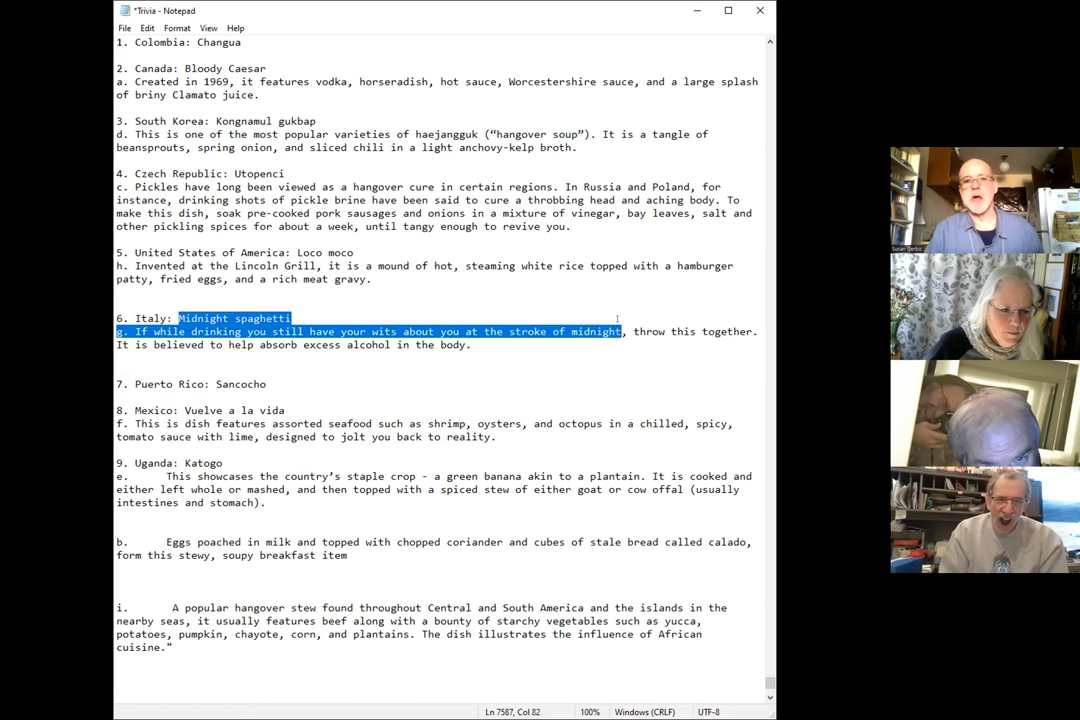 *Trivia - Notepad
File Edit Format View Help
1. Colombia: Changua
2. Canada: Bloody Caesar
a. Created in 1969, it features vodka, horseradish, hot sauce, Worcestershire sauce, and a large splash
of briny Clamato juice.
3. South Korea: Kongnamul gukbap
d. This is one of the most popular varieties of haejangguk (“hangover soup”). It is a tangle of
beansprouts, spring onion, and sliced chili in a light anchovy-kelp broth.
4. Czech Republic: Utopenci
c. Pickles have long been viewed as a hangover cure in certain regions. In Russia and Poland, for
instance, drinking shots of pickle brine have been said to cure a throbbing head and aching body. To
make this dish, soak pre-cooked pork sausages and onions in a mixture of vinegar, bay leaves, salt and
other pickling spices for about a week, until tangy enough to revive you.
5. United States of America: Loco moco
h. Invented at the Lincoln Grill, it is a mound of hot, steaming white rice topped with a hamburger
patty, fried eggs, and a rich meat gravy.
6. Italy: Midnight spaghetti
g. If while drinking you still have your wits about you at the stroke of midnight, throw this together.
It is believed to help absorb excess alcohol in the body.
7. Puerto Rico: Sancocho
8. Mexico: Vuelve a la vida
f. This is dish features assorted seafood such as shrimp, oysters, and octopus in a chilled, spicy,
tomato sauce with lime, designed to jolt you back to reality.
9. Uganda: Katogo
e. This showcases the country’s staple crop - a green banana akin to a plantain. It is cooked and
either left whole or mashed, and then topped with a spiced stew of either goat or cow offal (usually
intestines and stomach).
b. Eggs poached in milk and topped with chopped coriander and cubes of stale bread called calado,
form this stewy, soupy breakfast item
i. A popular hangover stew found throughout Central and South America and the islands in the
nearby seas, it usually features beef along with a bounty of starchy vegetables such as yucca,
potatoes, pumpkin, chayote, corn, and plantains. The dish illustrates the influence of African
cuisine."
Ln 7587, Col 82 100% Windows (CRLF) UTF-8
Susan Gerbic